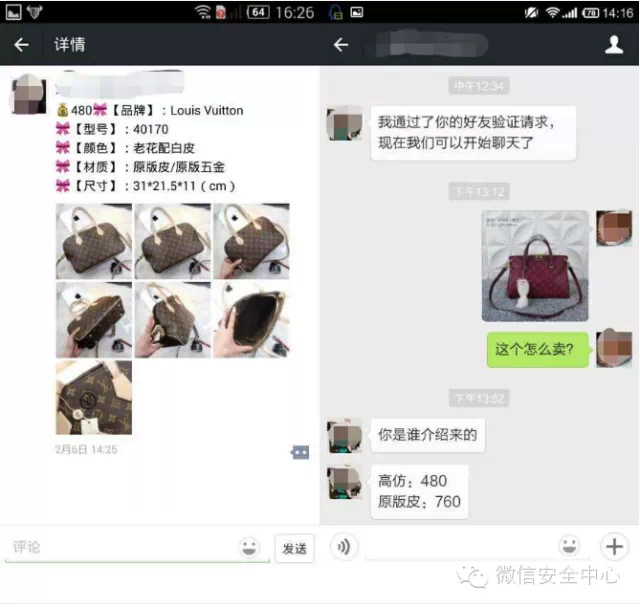 64 16:26
详情
480【品牌】：Louis Vuitton
【型号】：40170
【颜色】：老花配白皮
【材质】：原版皮/原版五金
【尺寸】：31*21.5*11（cm）
2月6日 14:25
评论
发送
78 14:16
中午12:34
我通过了你的好友验证请求，
现在我们可以开始聊天了
下午13:12
这个怎么卖?
下午13:52
你是谁介绍来的
高仿：480
原版皮：760
微信安全中心